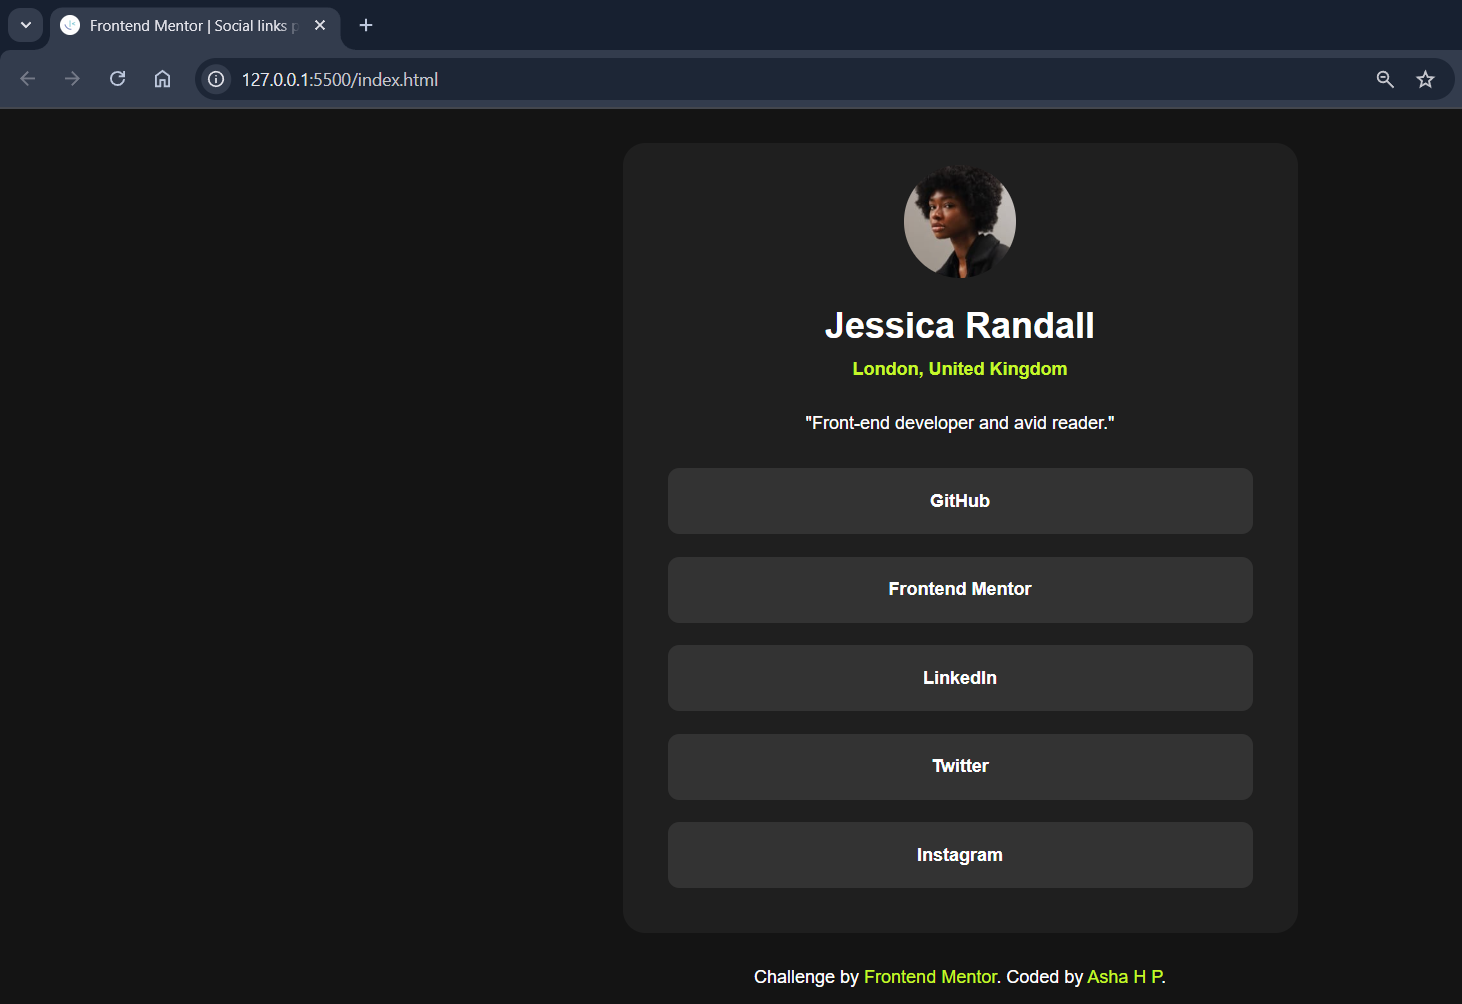 Frontend Mentor | Social links p
127.0.0.1:5500/index.html
Jessica Randall
London, United Kingdom
"Front-end developer and avid reader."
GitHub
Frontend Mentor
LinkedIn
Twitter
Instagram
Challenge by Frontend Mentor. Coded by Asha H P.